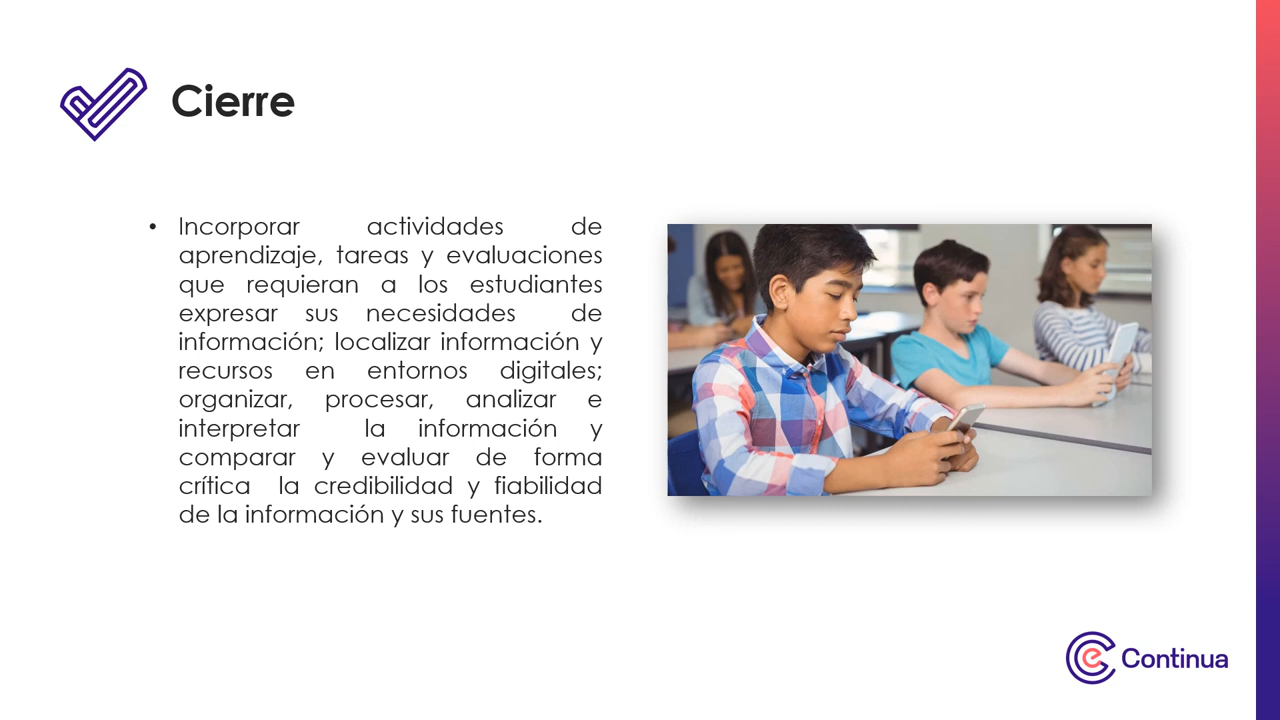 Cierre
• Incorporar actividades de
aprendizaje, tareas y evaluaciones
que requieran a los estudiantes
expresar sus necesidades de
información; localizar información y
recursos en entornos digitales;
organizar, procesar, analizar e
interpretar la información y
comparar y evaluar de forma
crítica la credibilidad y fiabilidad
de la información y sus fuentes.
e Continua